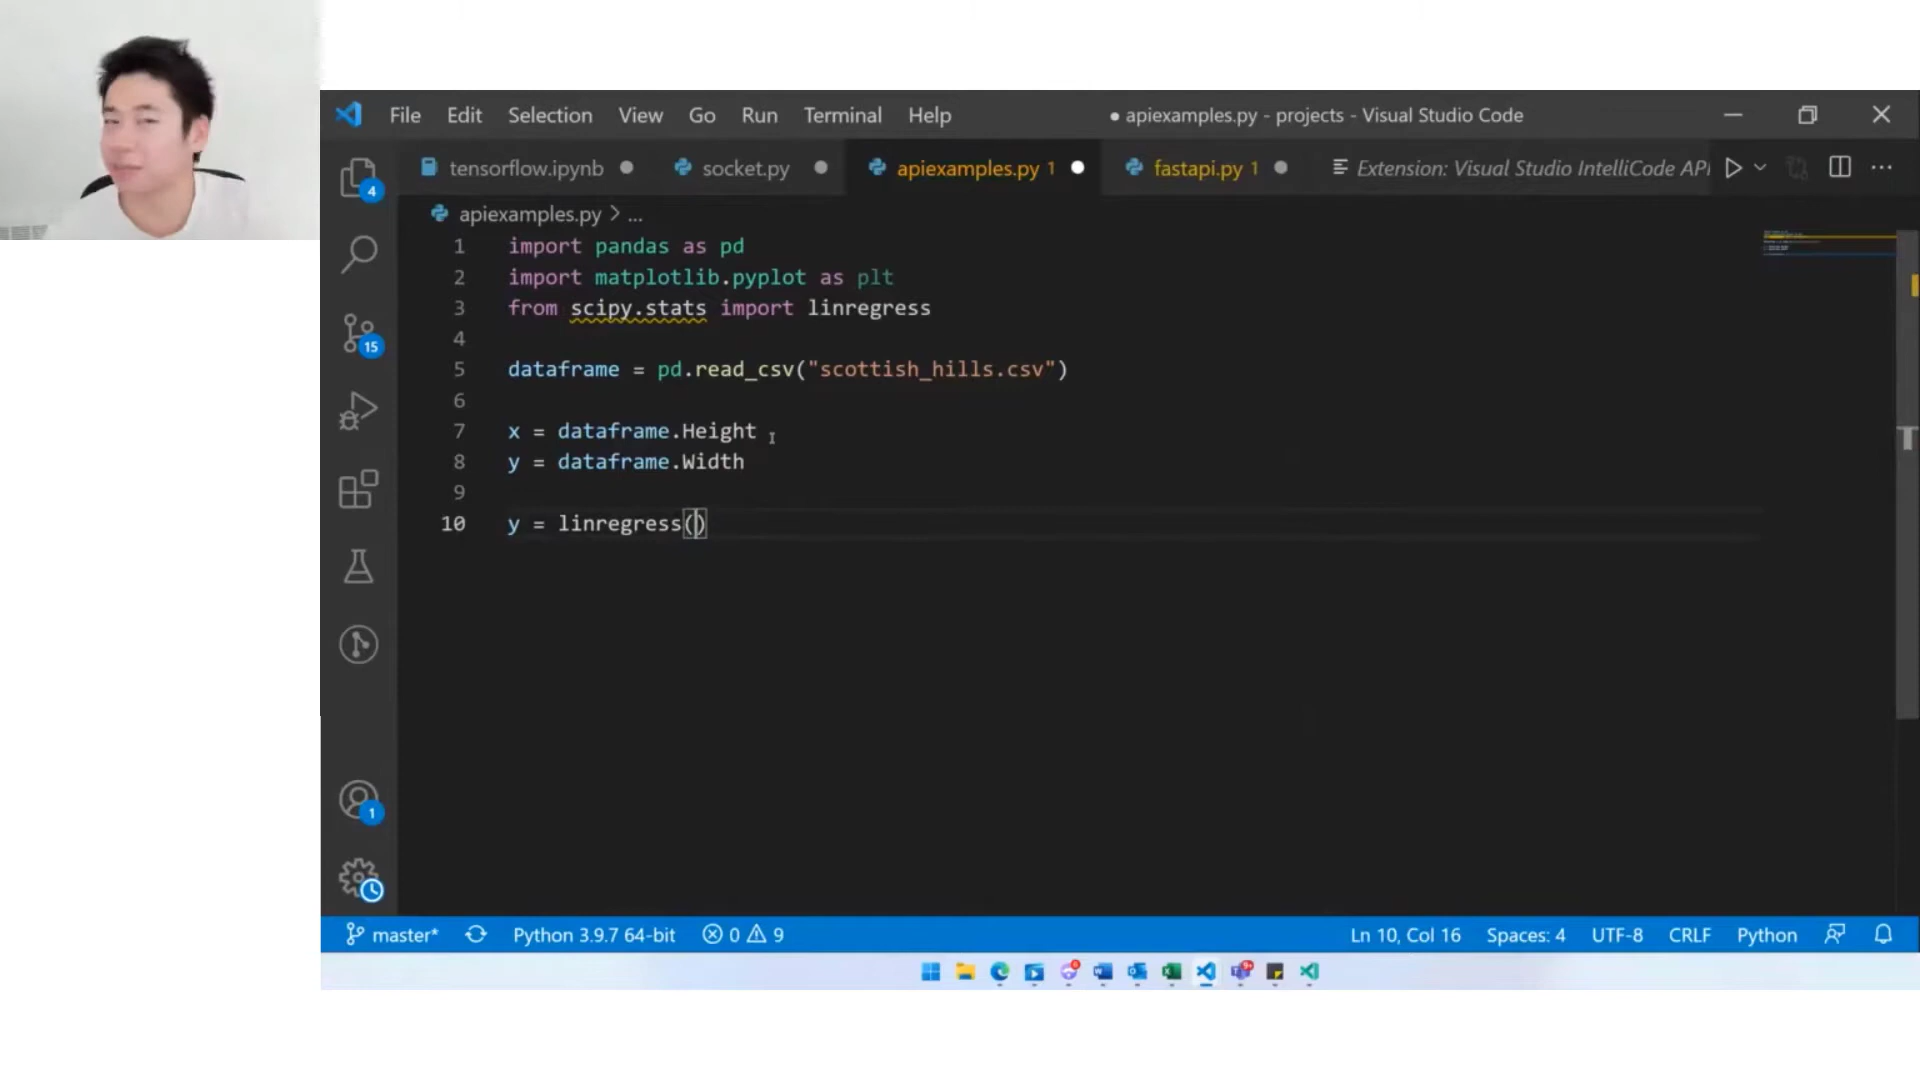 File Edit Selection View Go Run Terminal Help ● apiexamples.py - projects - Visual Studio Code
tensorflow.ipynb socket.py apiexamples.py 1 fastapi.py 1 Extension: Visual Studio IntelliCode API
4
apiexamples.py > ...
1 import pandas as pd
2 import matplotlib.pyplot as plt
3 from scipy.stats import linregress
4
5 dataframe = pd.read_csv("scottish_hills.csv")
6
7 x = dataframe.Height
8 y = dataframe.Width
9
10 y = linregress()
15
1
master* Python 3.9.7 64-bit 0 9 Ln 10, Col 16 Spaces: 4 UTF-8 CRLF Python